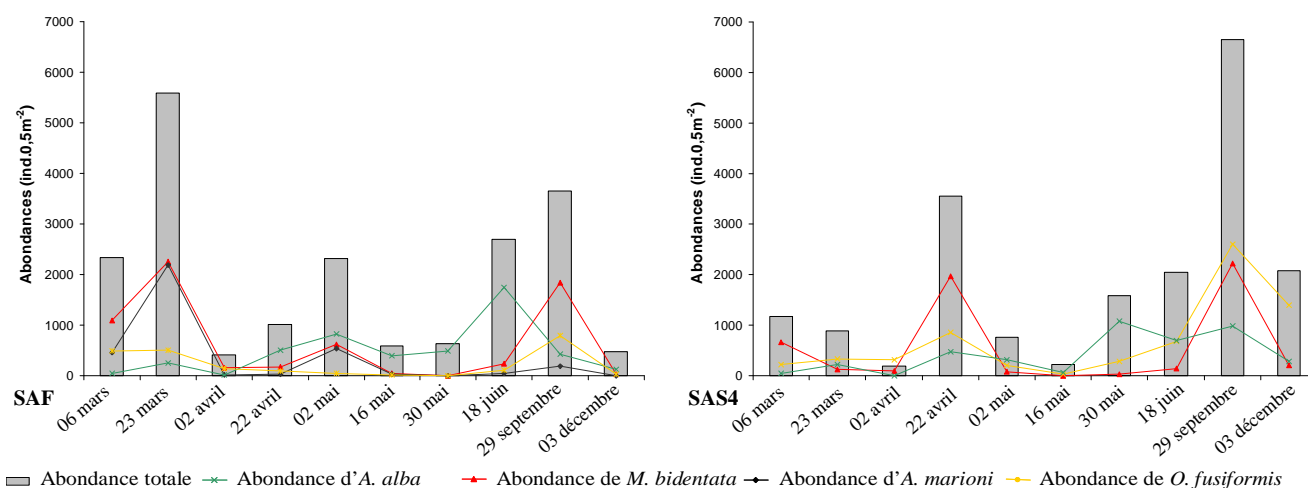 7000
6000
5000
4000
3000
2000
1000
0
Abondances (ind.0,5m-2)
06 mars
23 mars
02 avril
22 avril
02 mai
16 mai
30 mai
18 juin
29 septembre
03 décembre
SAF
7000
6000
5000
4000
3000
2000
1000
0
Abondances (ind.0,5m-2)
06 mars
23 mars
02 avril
22 avril
02 mai
16 mai
30 mai
18 juin
29 septembre
03 décembre
SAS4
Abondance totale Abondance d'A. alba Abondance de M. bidentata Abondance d'A. marioni Abondance de O. fusiformis